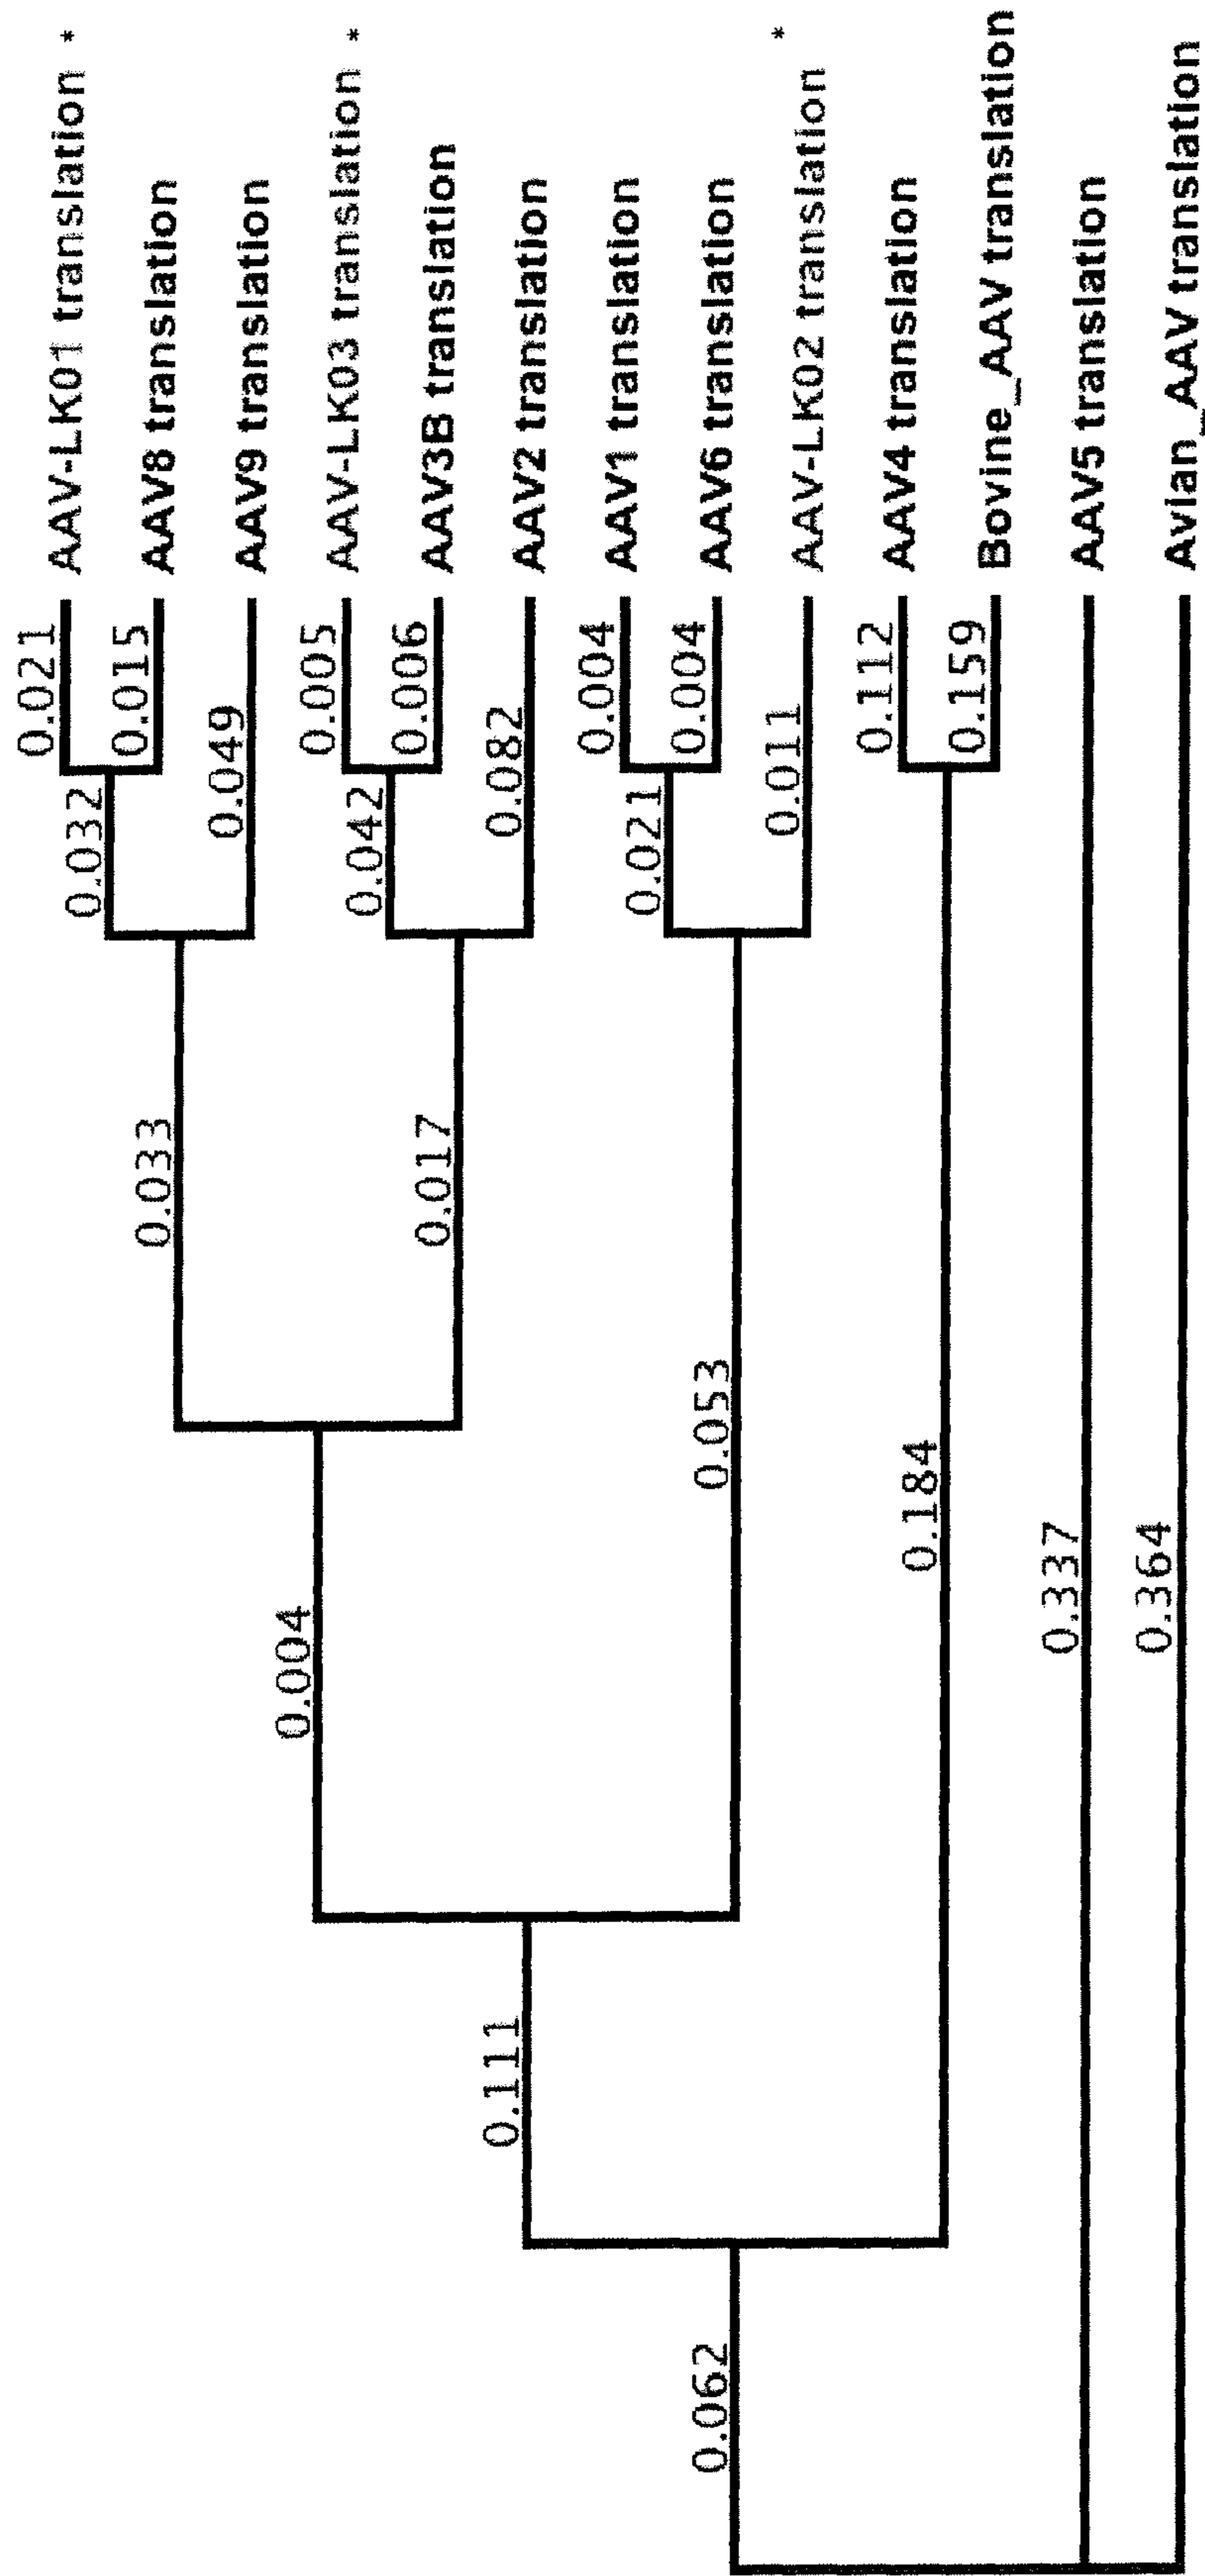 AAV-LK01 translation *
AAV8 translation
AAV9 translation
AAV-LK03 translation *
AAV3B translation
AAV2 translation
AAV1 translation
AAV6 translation
AAV-LK02 translation *
AAV4 translation
Bovine_AAV translation
AAV5 translation
Avian_AAV translation
0.021
0.015
0.032
0.049
0.033
0.005
0.006
0.042
0.082
0.017
0.004
0.004
0.004
0.021
0.011
0.053
0.111
0.112
0.159
0.184
0.062
0.337
0.364